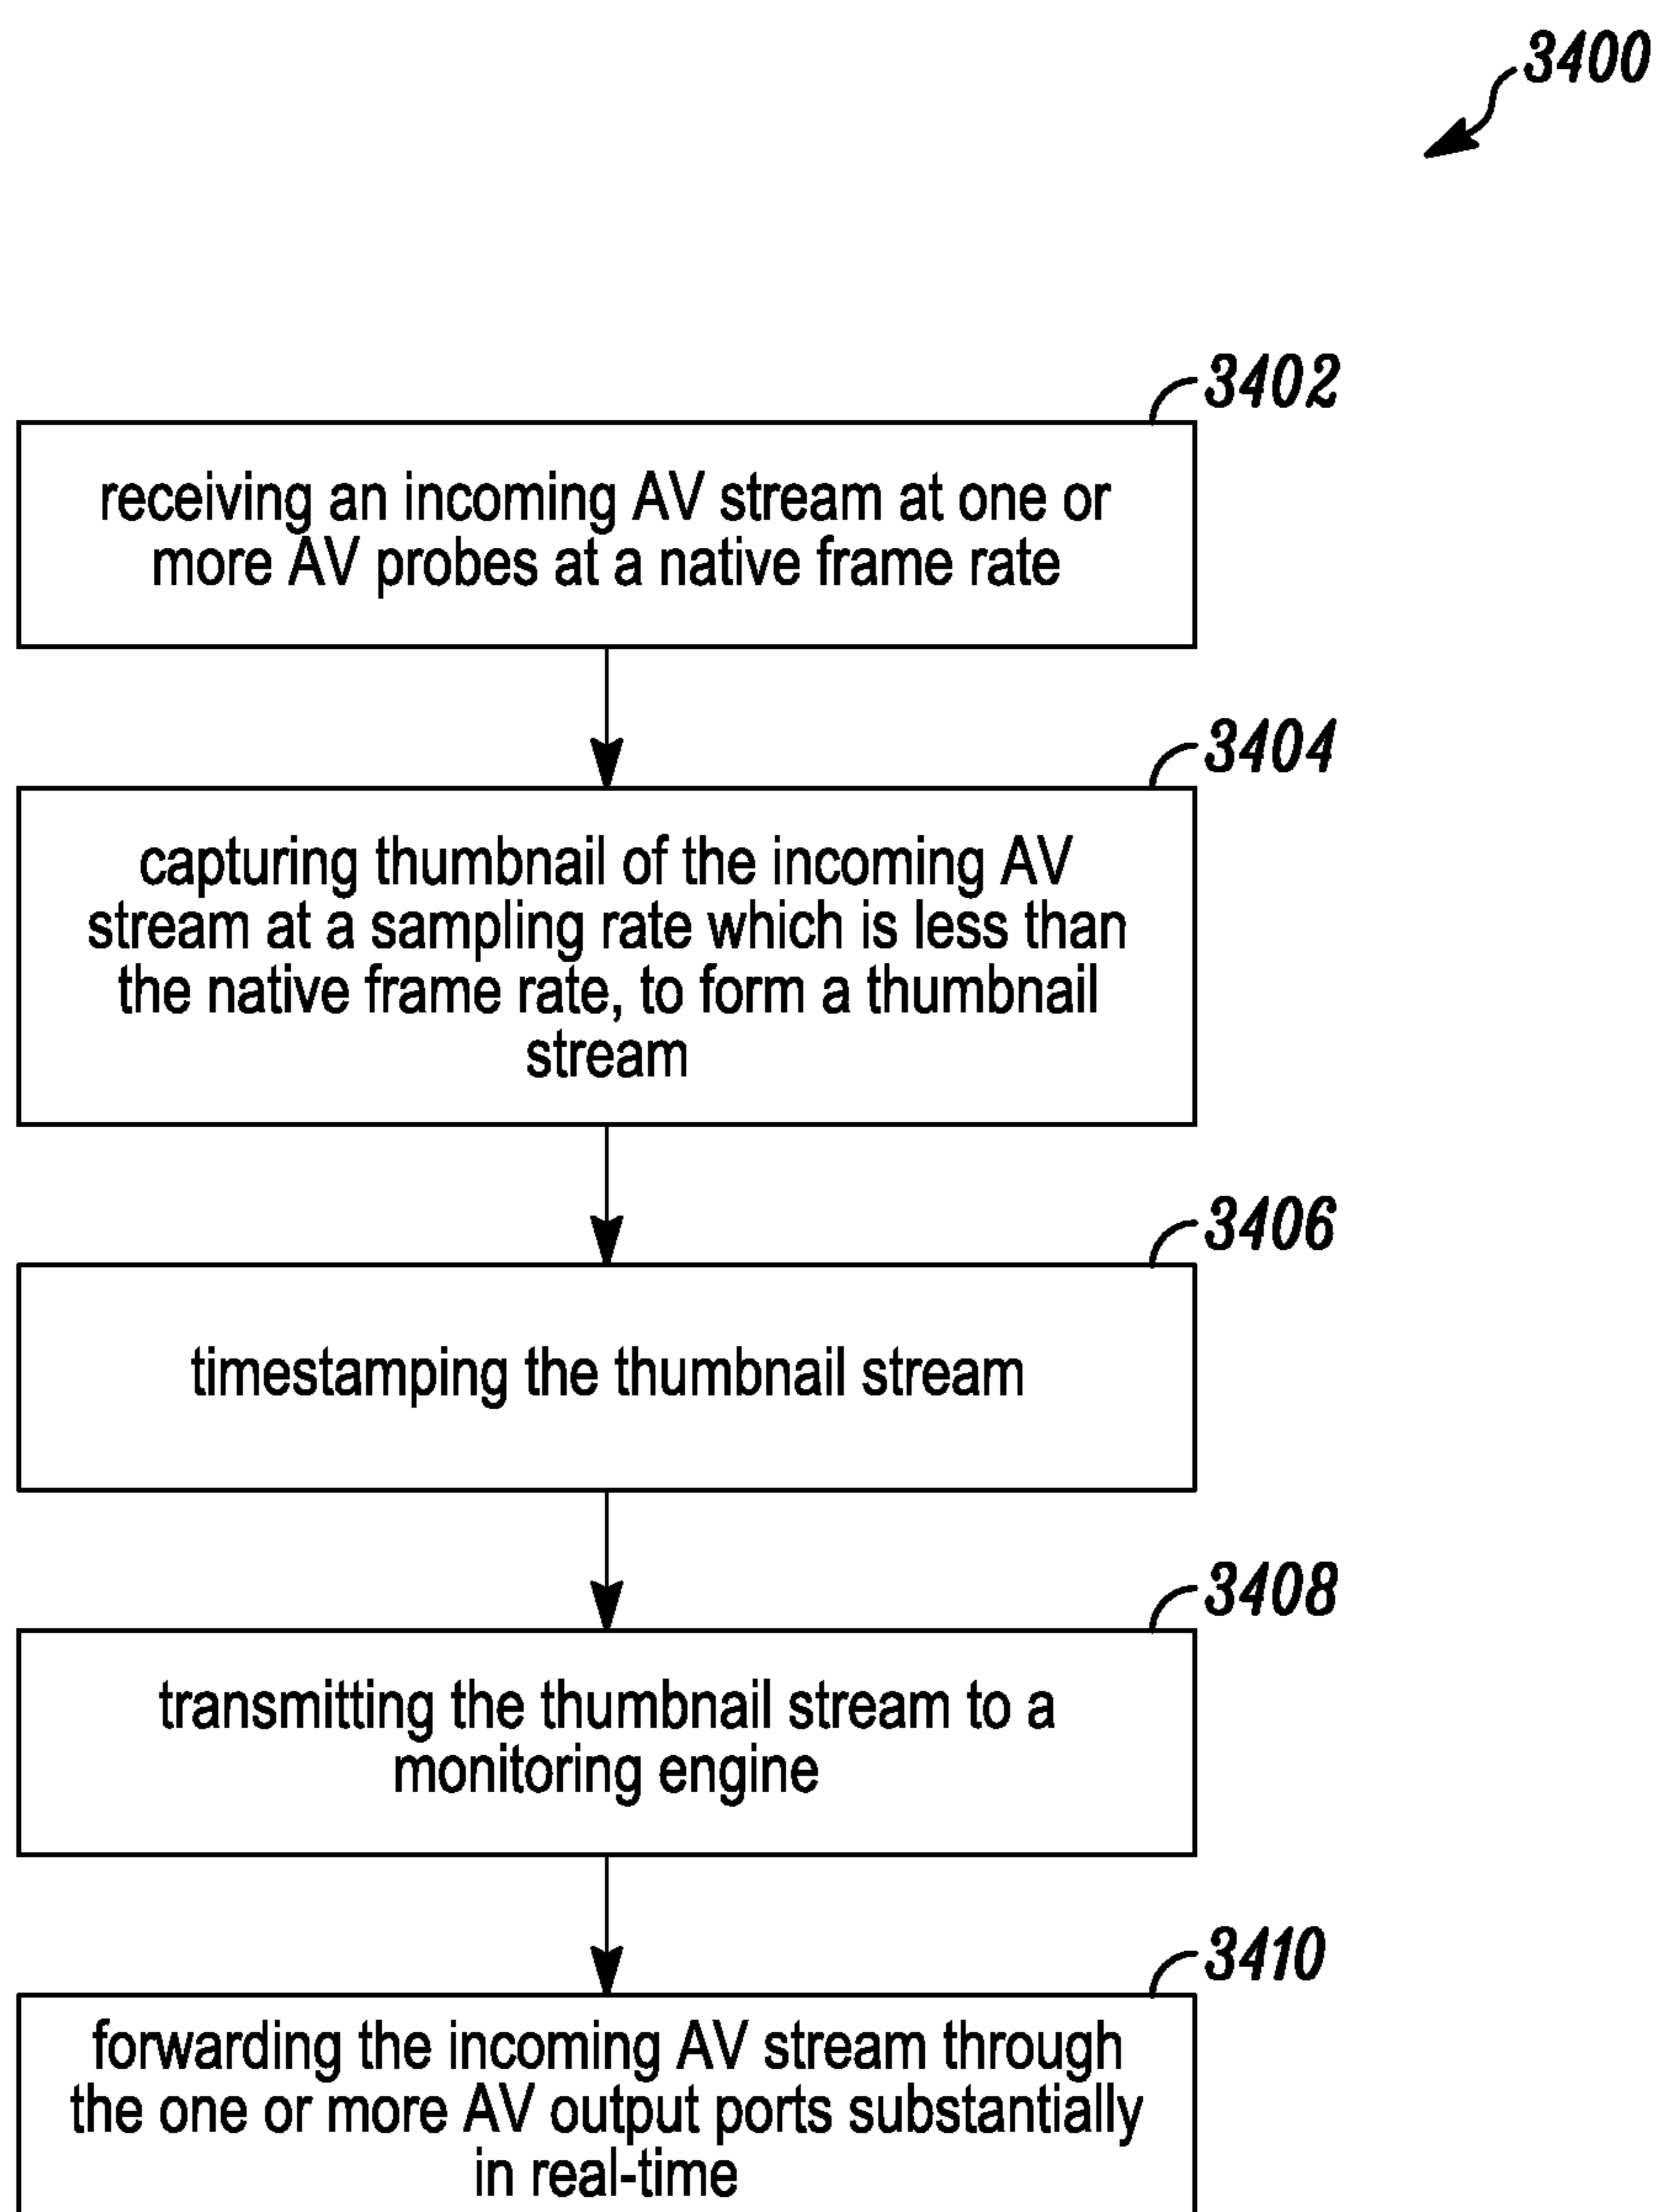 3400
3402
receiving an incoming AV stream at one or
more AV probes at a native frame rate
3404
capturing thumbnail of the incoming AV
stream at a sampling rate which is less than
the native frame rate, to form a thumbnail
stream
3406
timestamping the thumbnail stream
3408
transmitting the thumbnail stream to a
monitoring engine
3410
forwarding the incoming AV stream through
the one or more AV output ports substantially
in real-time